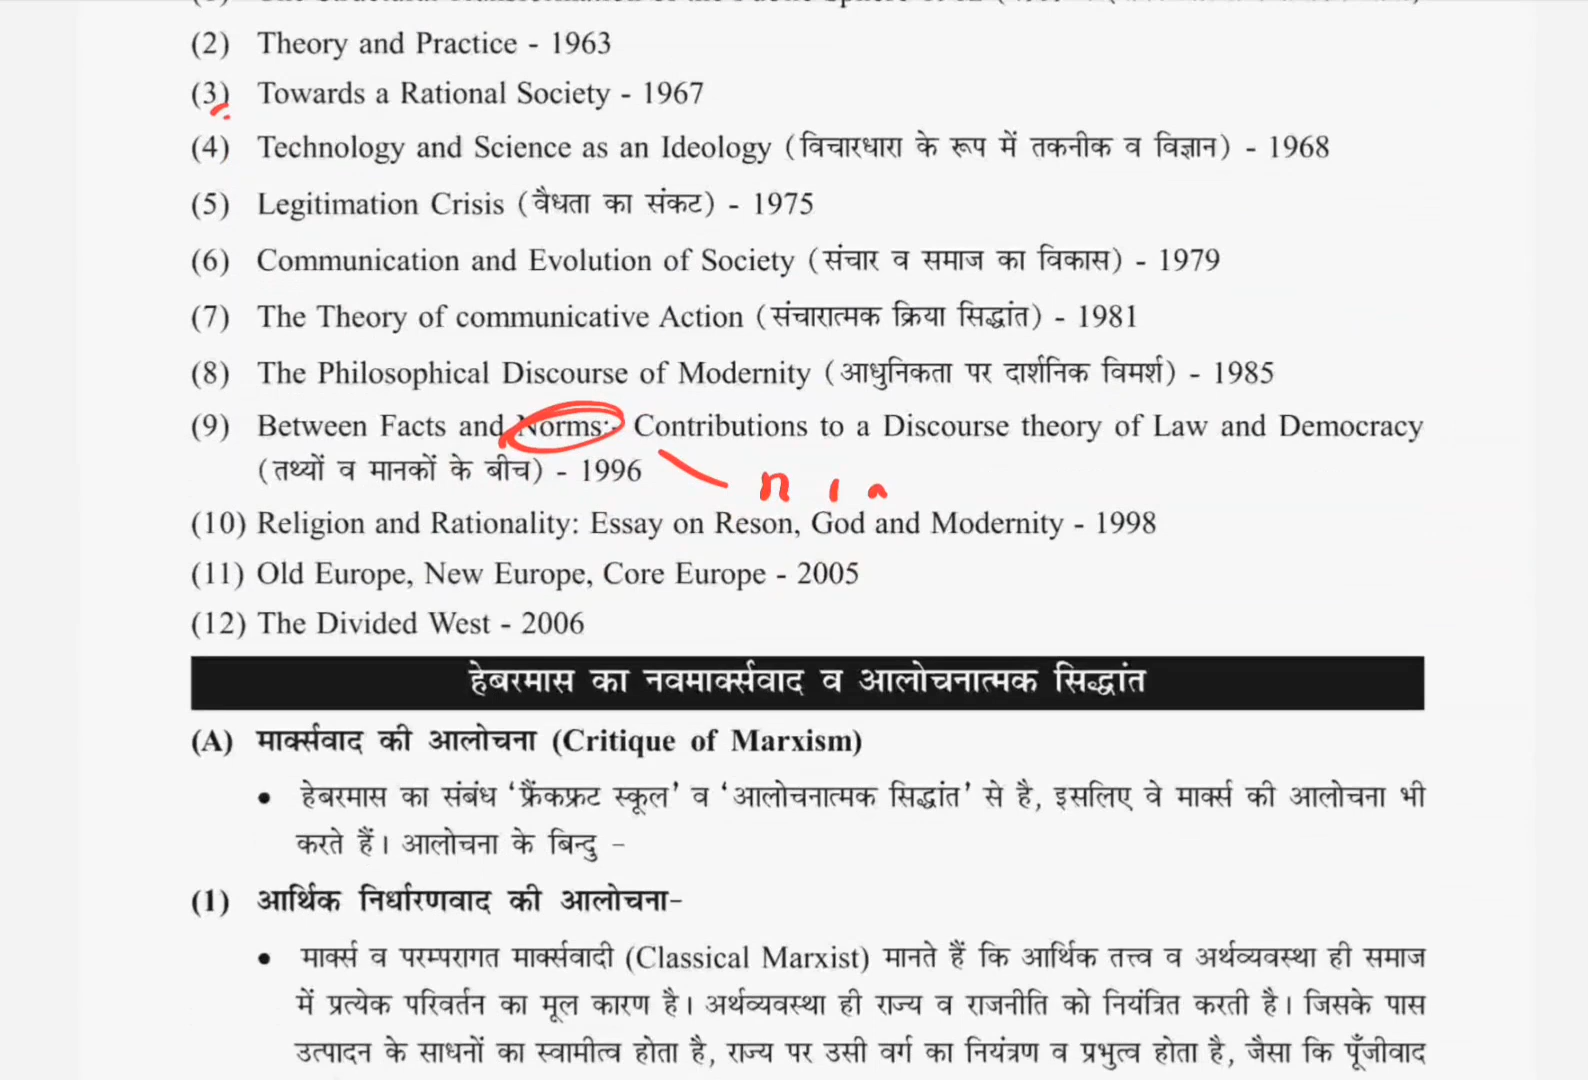 (2) Theory and Practice - 1963
(3) Towards a Rational Society - 1967
(4) Technology and Science as an Ideology (विचारधारा के रूप में तकनीक व विज्ञान) - 1968
(5) Legitimation Crisis (वैधता का संकट) - 1975
(6) Communication and Evolution of Society (संचार व समाज का विकास) - 1979
(7) The Theory of communicative Action (संचारात्मक क्रिया सिद्धांत) - 1981
(8) The Philosophical Discourse of Modernity (आधुनिकता पर दार्शनिक विमर्श) - 1985
(9) Between Facts and Norms:- Contributions to a Discourse theory of Law and Democracy
(तथ्यों व मानकों के बीच) - 1996
(10) Religion and Rationality: Essay on Reson, God and Modernity - 1998
(11) Old Europe, New Europe, Core Europe - 2005
(12) The Divided West - 2006
हेबरमास का नवमार्क्सवाद व आलोचनात्मक सिद्धांत
(A) मार्क्सवाद की आलोचना (Critique of Marxism)
• हेबरमास का संबंध ‘फ्रैंकफ्रट स्कूल’ व ‘आलोचनात्मक सिद्धांत’ से है, इसलिए वे मार्क्स की आलोचना भी
करते हैं। आलोचना के बिन्दु –
(1) आर्थिक निर्धारणवाद की आलोचना-
• मार्क्स व परम्परागत मार्क्सवादी (Classical Marxist) मानते हैं कि आर्थिक तत्त्व व अर्थव्यवस्था ही समाज
में प्रत्येक परिवर्तन का मूल कारण है। अर्थव्यवस्था ही राज्य व राजनीति को नियंत्रित करती है। जिसके पास
उत्पादन के साधनों का स्वामीत्व होता है, राज्य पर उसी वर्ग का नियंत्रण व प्रभुत्व होता है, जैसा कि पूँजीवाद